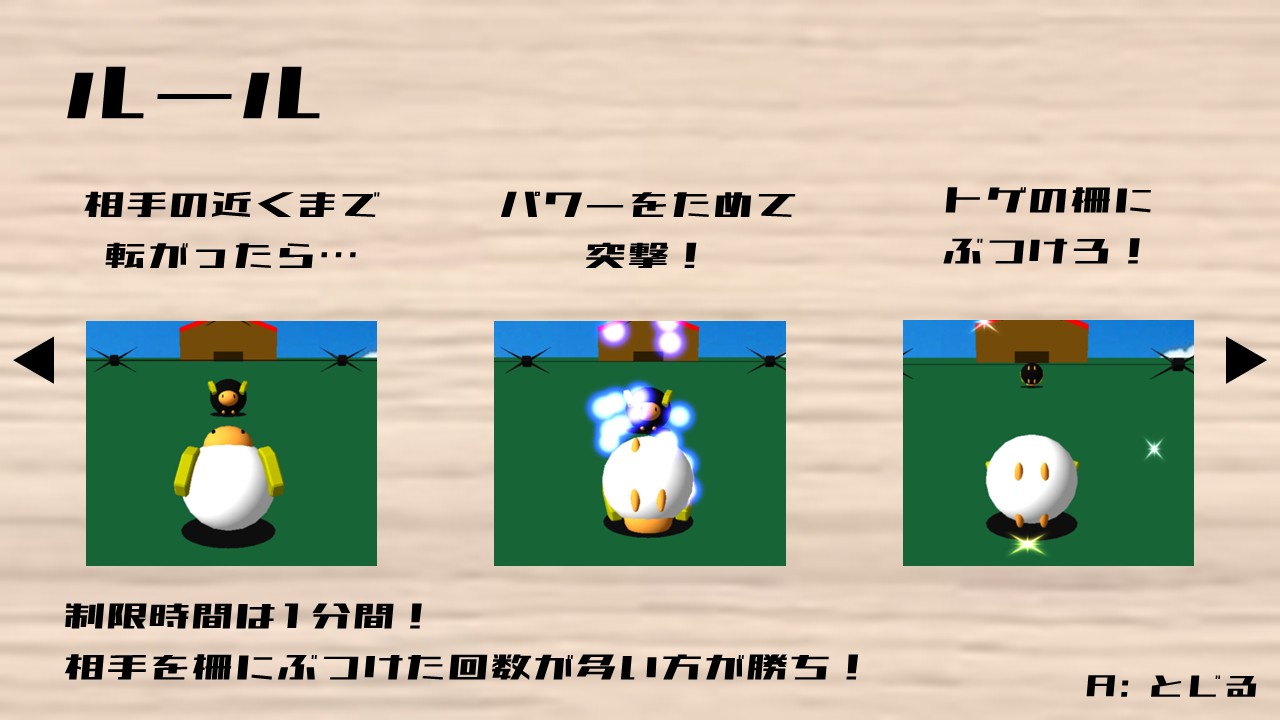 ルール
相手の近くまで
転がったら…
パワーをためて
突撃！
トゲの柵に
ぶつけろ！
制限時間は1分間！
相手を柵にぶつけた回数が多い方が勝ち！
A: とじる